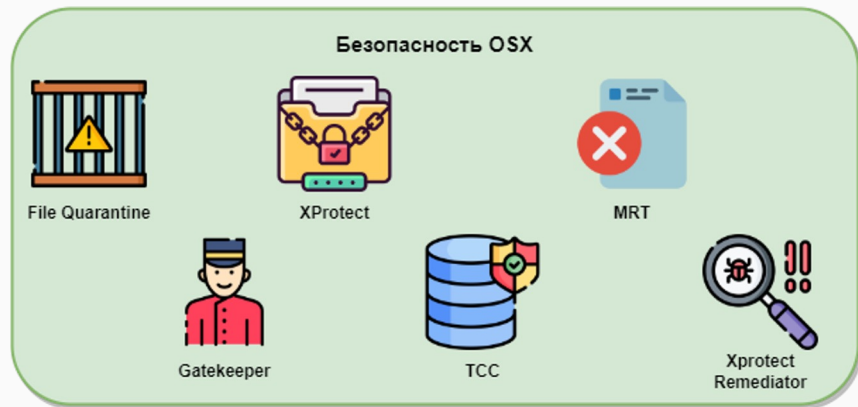 Безопасность OSX
File Quarantine
XProtect
MRT
Gatekeeper
TCC
Xprotect
Remediator